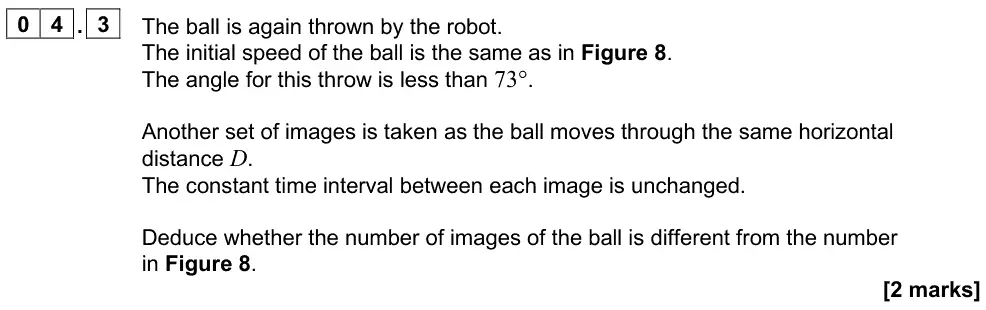 0 4 . 3 The ball is again thrown by the robot.
The initial speed of the ball is the same as in Figure 8.
The angle for this throw is less than 73°.
Another set of images is taken as the ball moves through the same horizontal
distance D.
The constant time interval between each image is unchanged.
Deduce whether the number of images of the ball is different from the number
in Figure 8.
[2 marks]